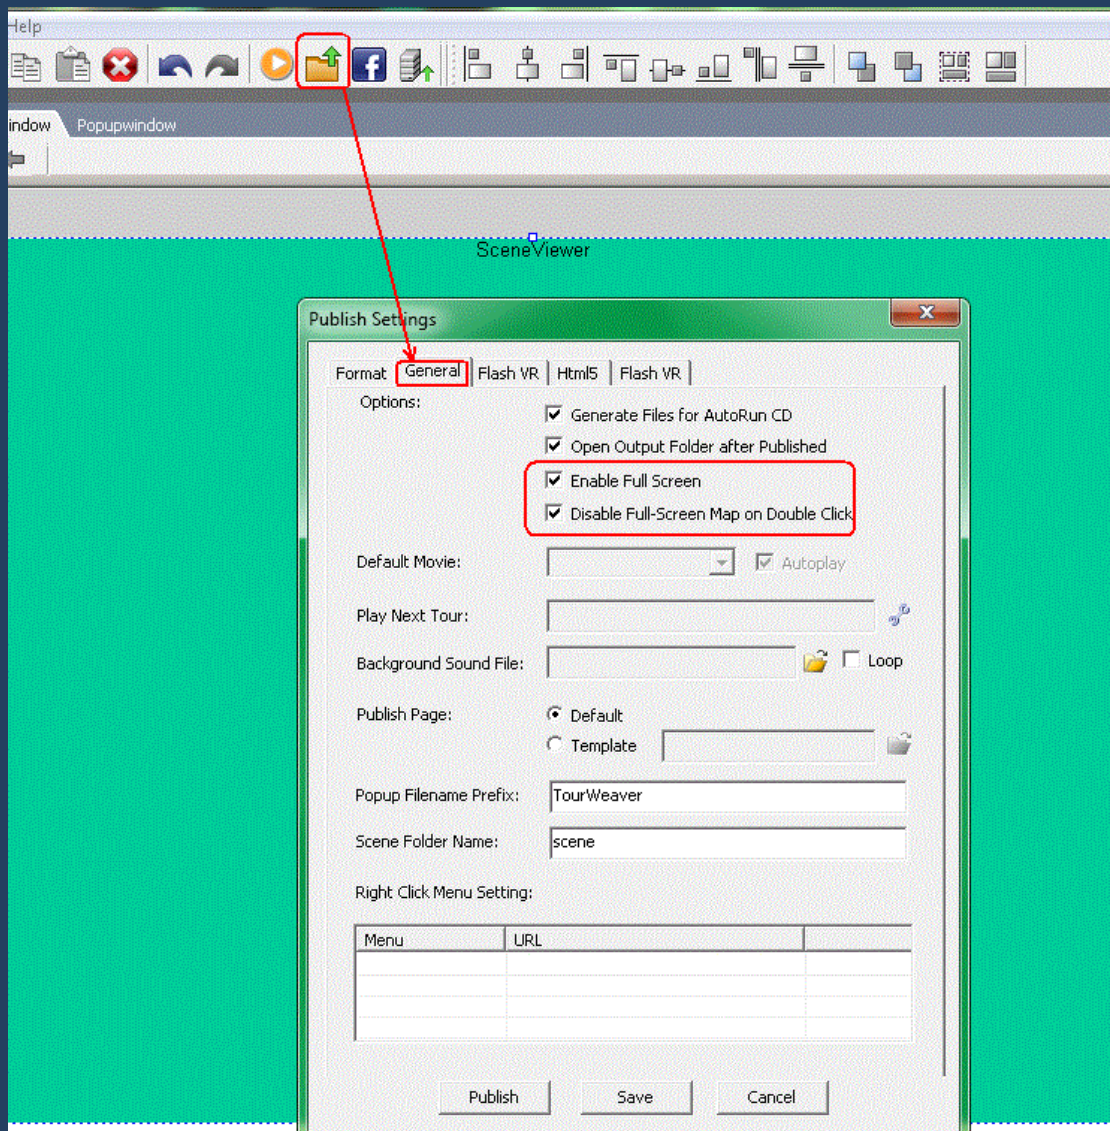 Help
indow Popupwindow
SceneViewer
Publish Settings
Format General Flash VR Html5 Flash VR
Options:
Generate Files for AutoRun CD
Open Output Folder after Published
Enable Full Screen
Disable Full-Screen Map on Double Click
Default Movie: Autoplay
Play Next Tour:
Background Sound File: Loop
Publish Page: Default
Template
Popup Filename Prefix: TourWeaver
Scene Folder Name: scene
Right Click Menu Setting:
Menu URL
Publish Save Cancel